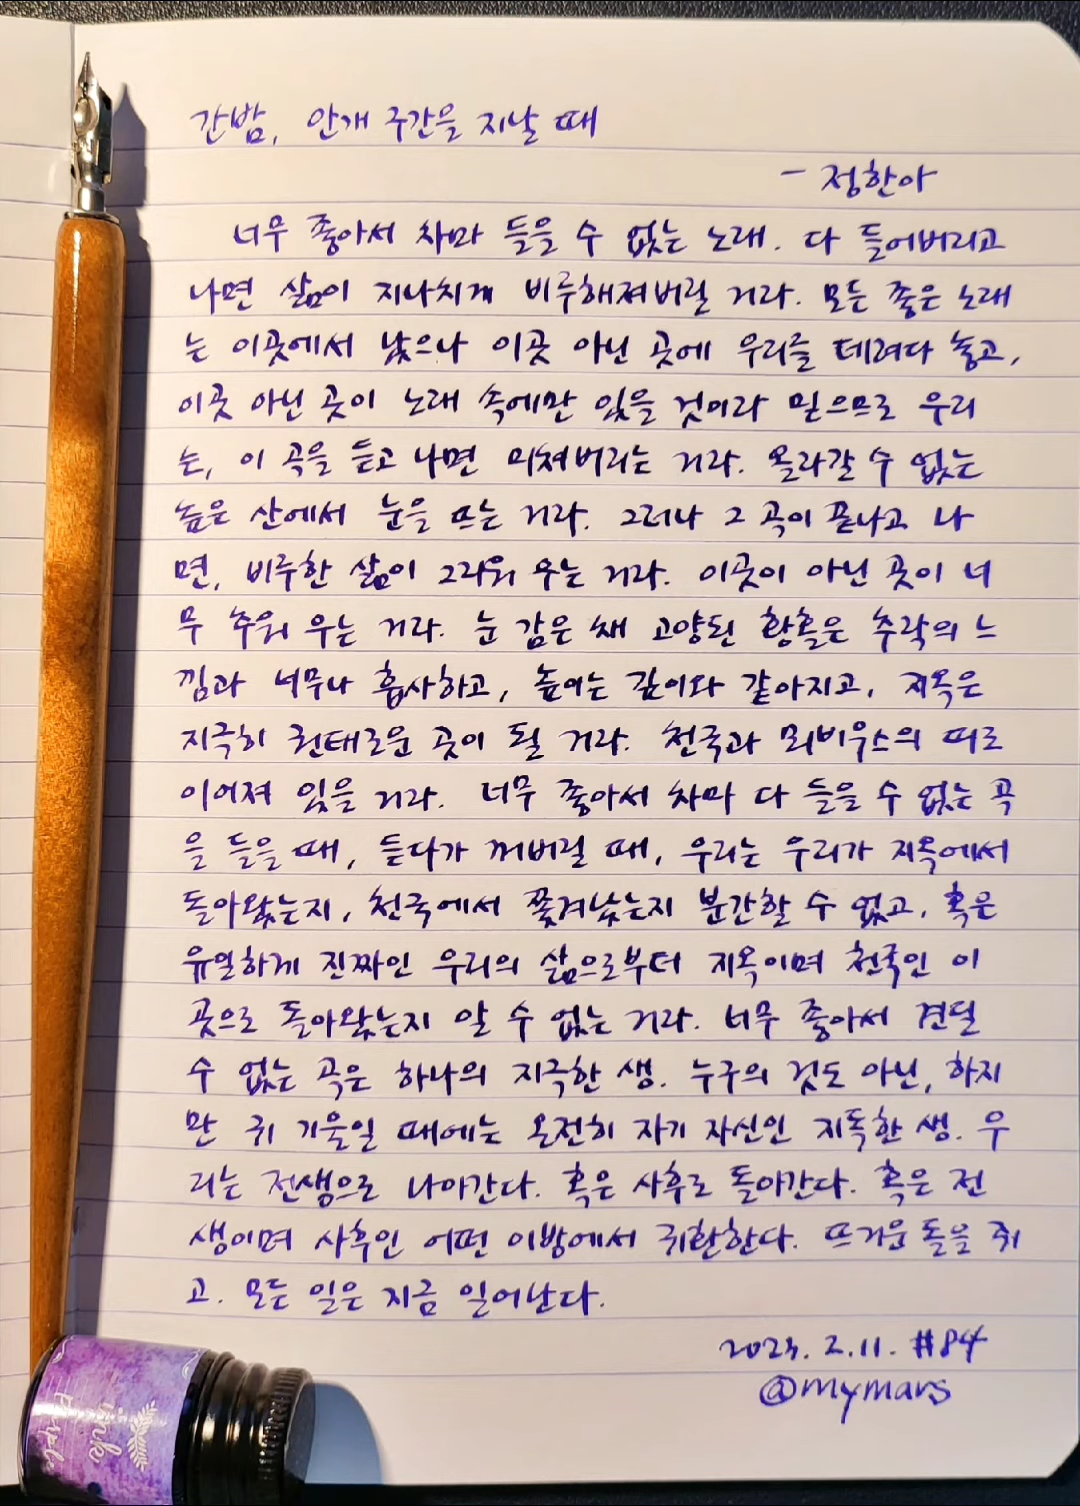 간밤, 안개 구간을 지날 때
- 정한아
너무 좋아서 차마 들을 수 없는 노래. 다 들어버리고
나면 삶이 지나치게 비루해져버릴 거라. 모든 좋은 노래
는 이곳에서 났으나 이곳 아닌 곳에 우리를 데려다 놓고,
이곳 아닌 곳이 노래 속에만 있을 것이라 믿으므로 우리
는, 이 곡을 듣고 나면 미쳐버리는 거라. 올라갈 수 없는
높은 산에서 눈을 뜨는 거라. 그러나 그 곡이 끝나고 나
면, 비루한 삶이 그리워 우는 거라. 이곳이 아닌 곳이 너
무 추워 우는 거라. 눈 감은 채 고양된 황홀은 추락의 느
낌과 너무나 흡사하고, 높이는 깊이와 같아지고, 지옥은
지극히 권태로운 곳이 될 거라. 천국과 뫼비우스의 띠로
이어져 있을 거라. 너무 좋아서 차마 다 들을 수 없는 곡
을 들을 때, 듣다가 꺼버릴 때, 우리는 우리가 지옥에서
돌아왔는지, 천국에서 쫓겨났는지 분간할 수 없고, 혹은
유일하게 진짜인 우리의 삶으로부터 지옥이며 천국인 이
곳으로 돌아왔는지 알 수 없는 거라. 너무 좋아서 견딜
수 없는 곡은 하나의 지극한 생. 누구의 것도 아닌, 하지
만 귀 기울일 때에는 온전히 자기 자신인 지독한 생. 우
리는 전생으로 나아간다. 혹은 사후로 돌아간다. 혹은 전
생이며 사후인 어떤 이방에서 귀환한다. 뜨거운 돌을 쥐
고. 모든 일은 지금 일어난다.
2023. 2.11. #84
@mymars
ink
Purple